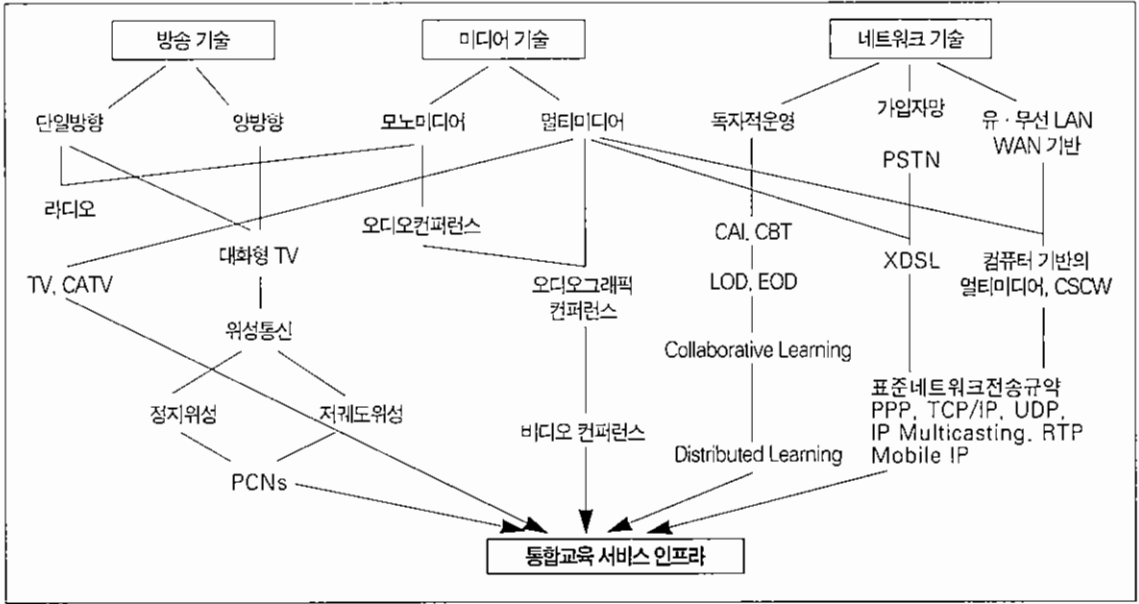 방송 기술
미디어 기술
네트워크 기술
단일방향
양방향
모노미디어
멀티미디어
독자적운영
가입자망
유 · 무선 LAN
WAN 기반
PSTN
라디오
오디오컨퍼런스
대화형 TV
CAI, CBT
XDSL
컴퓨터 기반의
멀티미디어, CSCW
TV, CATV
오디오그래픽
컨퍼런스
LOD, EOD
위성통신
Collaborative Learning
정지위성
저궤도위성
비디오 컨퍼런스
표준네트워크전송규약
PPP, TCP/IP, UDP,
IP Multicasting, RTP
Mobile IP
Distributed Learning
PCNs
통합교육 서비스 인프라